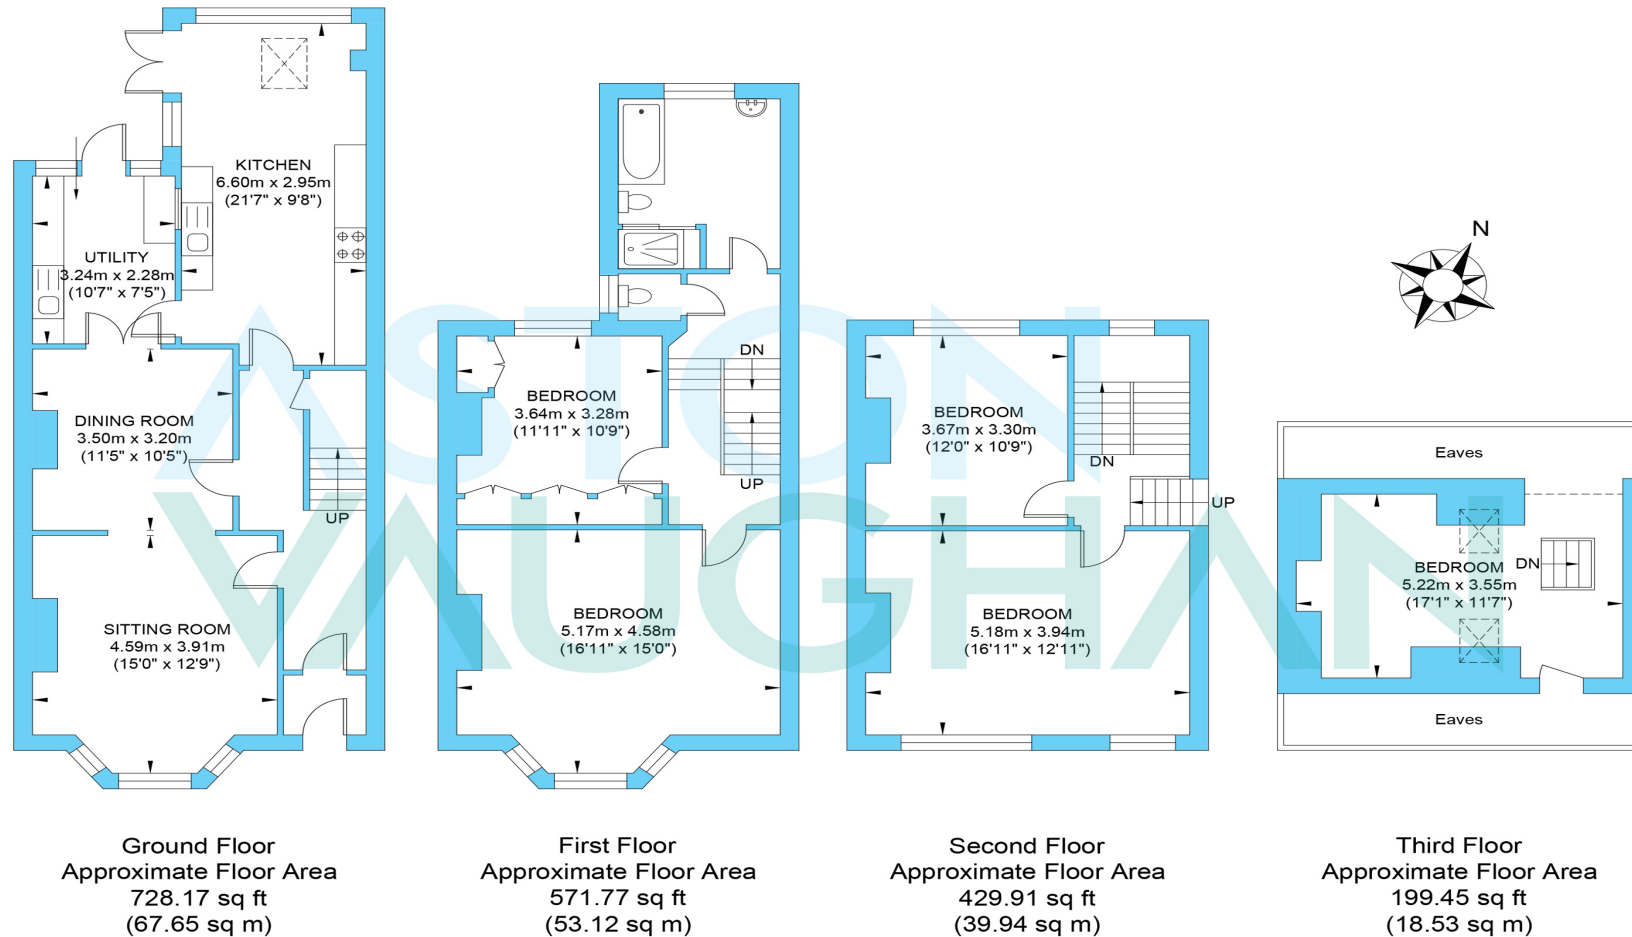 KITCHEN
6.60m x 2.95m
(21'7" x 9'8")
UTILITY
3.24m x 2.28m
(10'7" x 7'5")
DINING ROOM
3.50m x 3.20m
(11'5" x 10'5")
UP
SITTING ROOM
4.59m x 3.91m
(15'0" x 12'9")
Ground Floor
Approximate Floor Area
728.17 sq ft
(67.65 sq m)
DN
BEDROOM
3.64m x 3.28m
(11'11" x 10'9")
UP
BEDROOM
5.17m x 4.58m
(16'11" x 15'0")
First Floor
Approximate Floor Area
571.77 sq ft
(53.12 sq m)
BEDROOM
3.67m x 3.30m
(12'0" x 10'9")
DN
UP
BEDROOM
5.18m x 3.94m
(16'11" x 12'11")
Second Floor
Approximate Floor Area
429.91 sq ft
(39.94 sq m)
N
Eaves
DN
BEDROOM
5.22m x 3.55m
(17'1" x 11'7")
Eaves
Third Floor
Approximate Floor Area
199.45 sq ft
(18.53 sq m)
ASTON
VAUGHAN